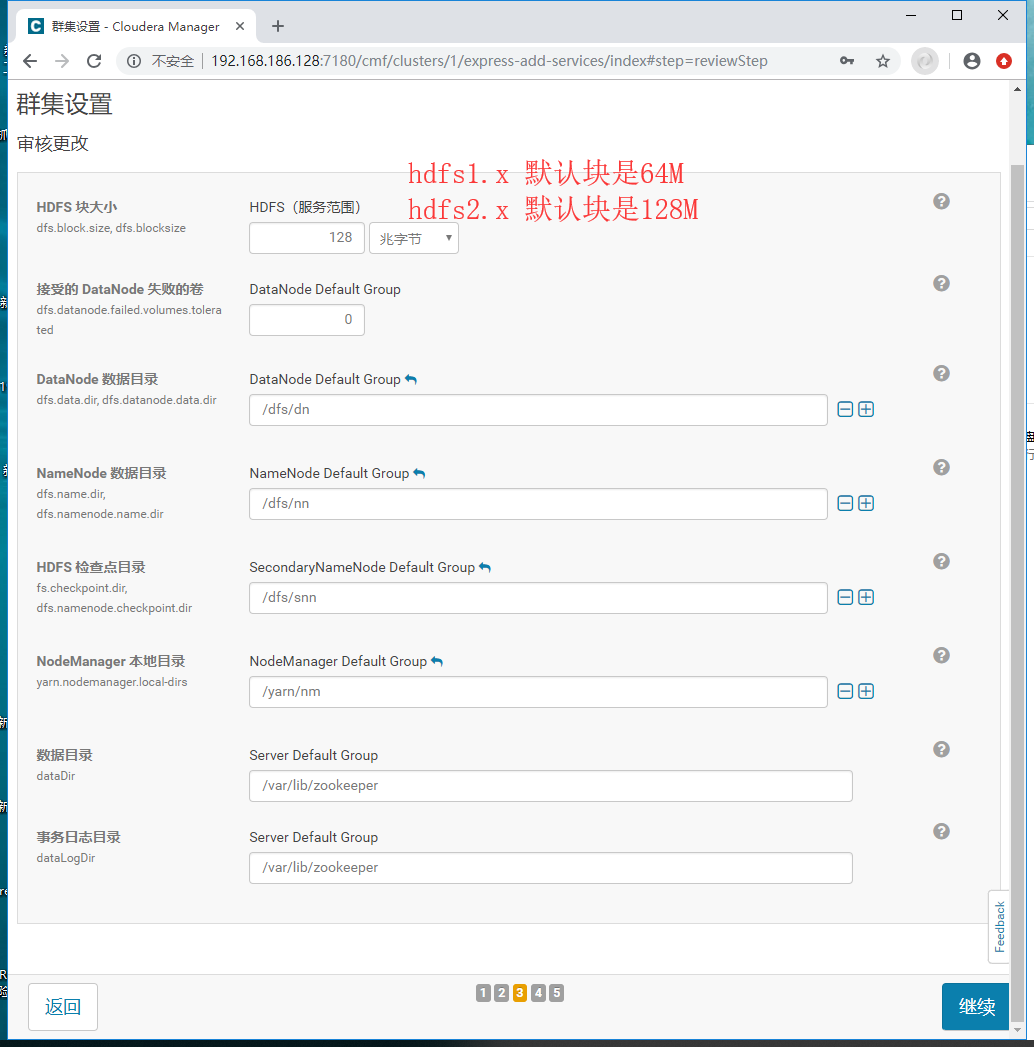 群集设置 - Cloudera Manager
不安全 192.168.186.128:7180/cmf/clusters/1/express-add-services/index#step=reviewStep
群集设置
审核更改
hdfs1.x 默认块是64M
hdfs2.x 默认块是128M
HDFS 块大小
dfs.block.size, dfs.blocksize
HDFS（服务范围）
128 兆字节
接受的 DataNode 失败的卷
dfs.datanode.failed.volumes.tolera
ted
DataNode Default Group
0
DataNode 数据目录
dfs.data.dir, dfs.datanode.data.dir
DataNode Default Group
/dfs/dn
NameNode 数据目录
dfs.name.dir,
dfs.namenode.name.dir
NameNode Default Group
/dfs/nn
HDFS 检查点目录
fs.checkpoint.dir,
dfs.namenode.checkpoint.dir
SecondaryNameNode Default Group
/dfs/snn
NodeManager 本地目录
yarn.nodemanager.local-dirs
NodeManager Default Group
/yarn/nm
数据目录
dataDir
Server Default Group
/var/lib/zookeeper
事务日志目录
dataLogDir
Server Default Group
/var/lib/zookeeper
Feedback
返回
1 2 3 4 5
继续